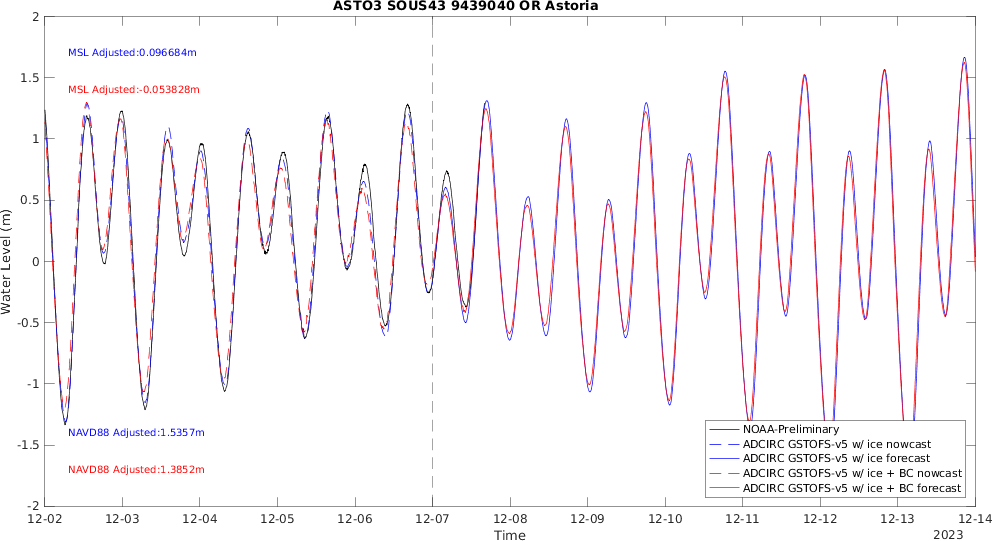 ASTO3 SOUS43 9439040 OR Astoria
MSL Adjusted:0.096684m
MSL Adjusted:-0.053828m
NAVD88 Adjusted:1.5357m
NAVD88 Adjusted:1.3852m
Water Level (m)
2
1.5
1
0.5
0
-0.5
-1
-1.5
-2
NOAA-Preliminary
ADCIRC GSTOFS-v5 w/ ice nowcast
ADCIRC GSTOFS-v5 w/ ice forecast
ADCIRC GSTOFS-v5 w/ ice + BC nowcast
ADCIRC GSTOFS-v5 w/ ice + BC forecast
12-02 12-03 12-04 12-05 12-06 12-07 12-08 12-09 12-10 12-11 12-12 12-13 12-14
Time
2023